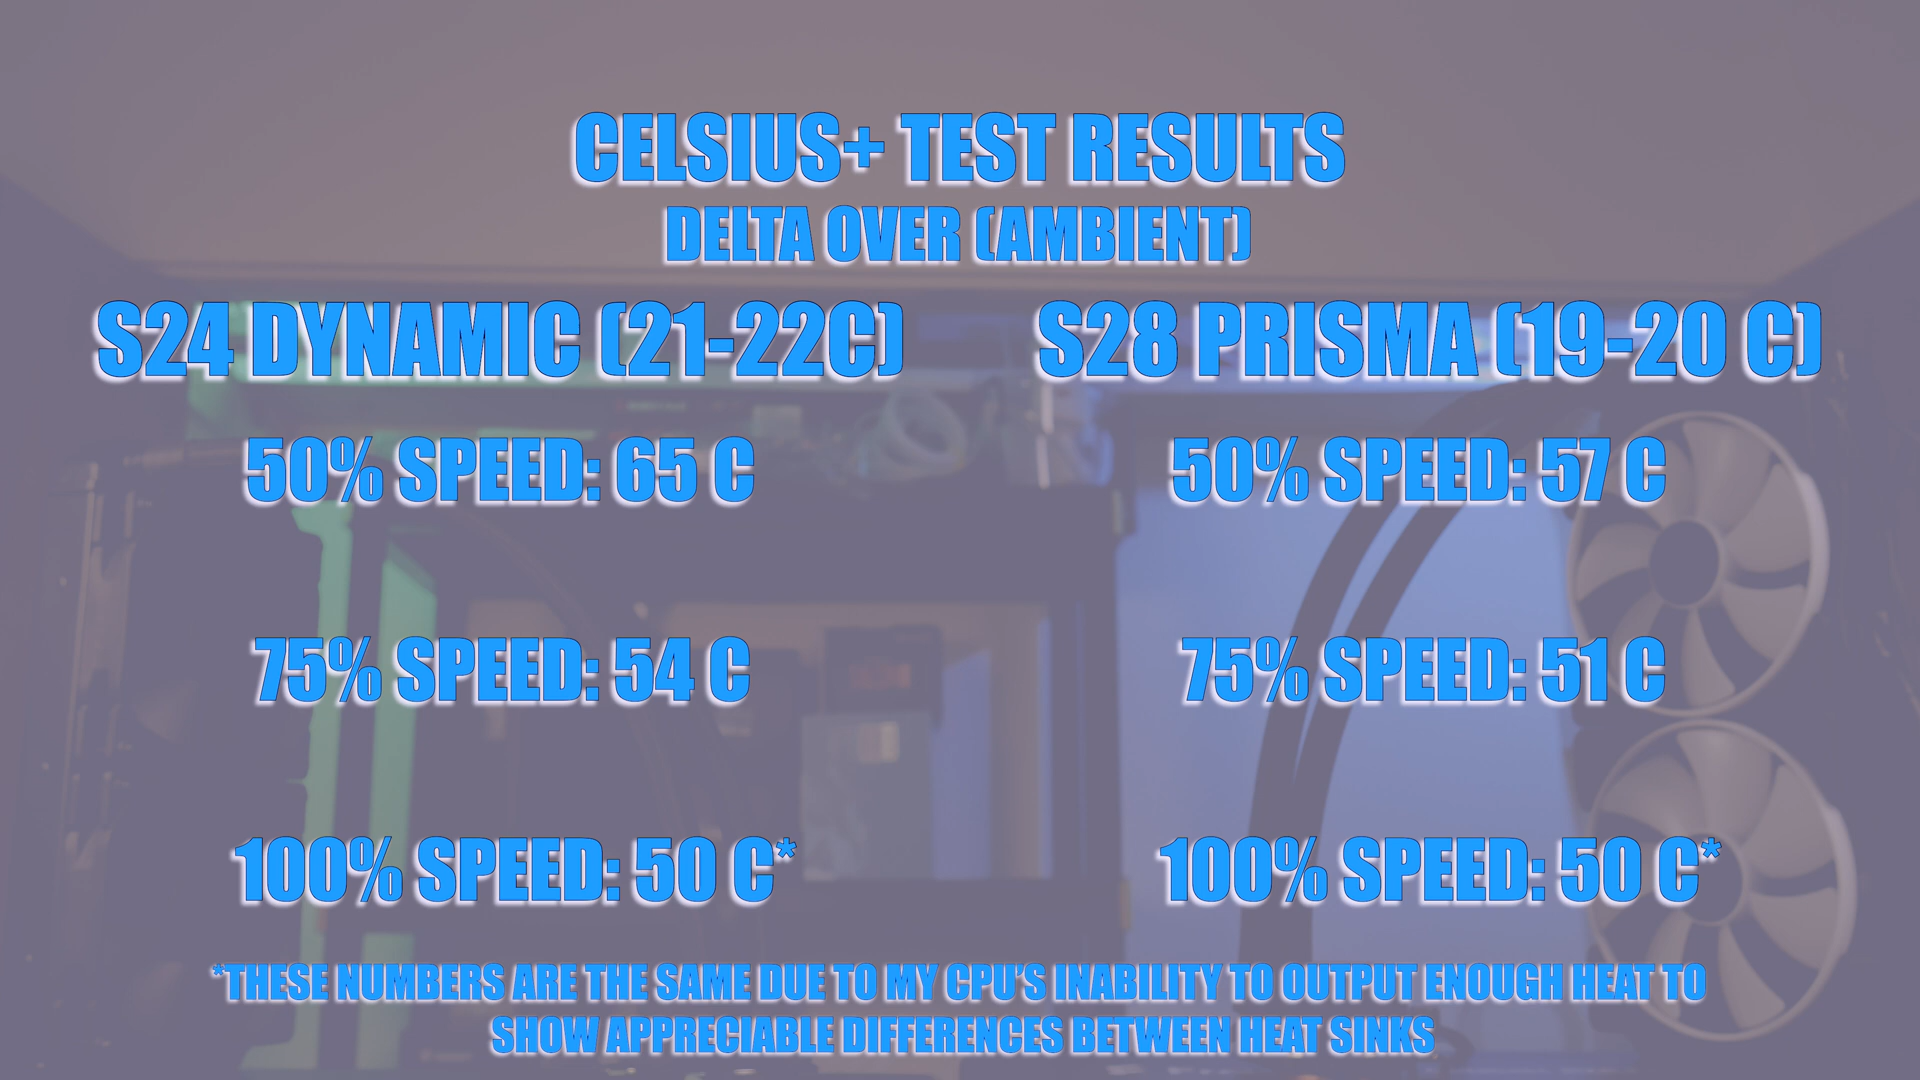 CELSIUS+ TEST RESULTS
DELTA OVER (AMBIENT)
S24 DYNAMIC (21-22C)
50% SPEED: 65 C
75% SPEED: 54 C
100% SPEED: 50 C*
S28 PRISMA (19-20 C)
50% SPEED: 57 C
75% SPEED: 51 C
100% SPEED: 50 C*
*THESE NUMBERS ARE THE SAME DUE TO MY CPU'S INABILITY TO OUTPUT ENOUGH HEAT TO
SHOW APPRECIABLE DIFFERENCES BETWEEN HEAT SINKS